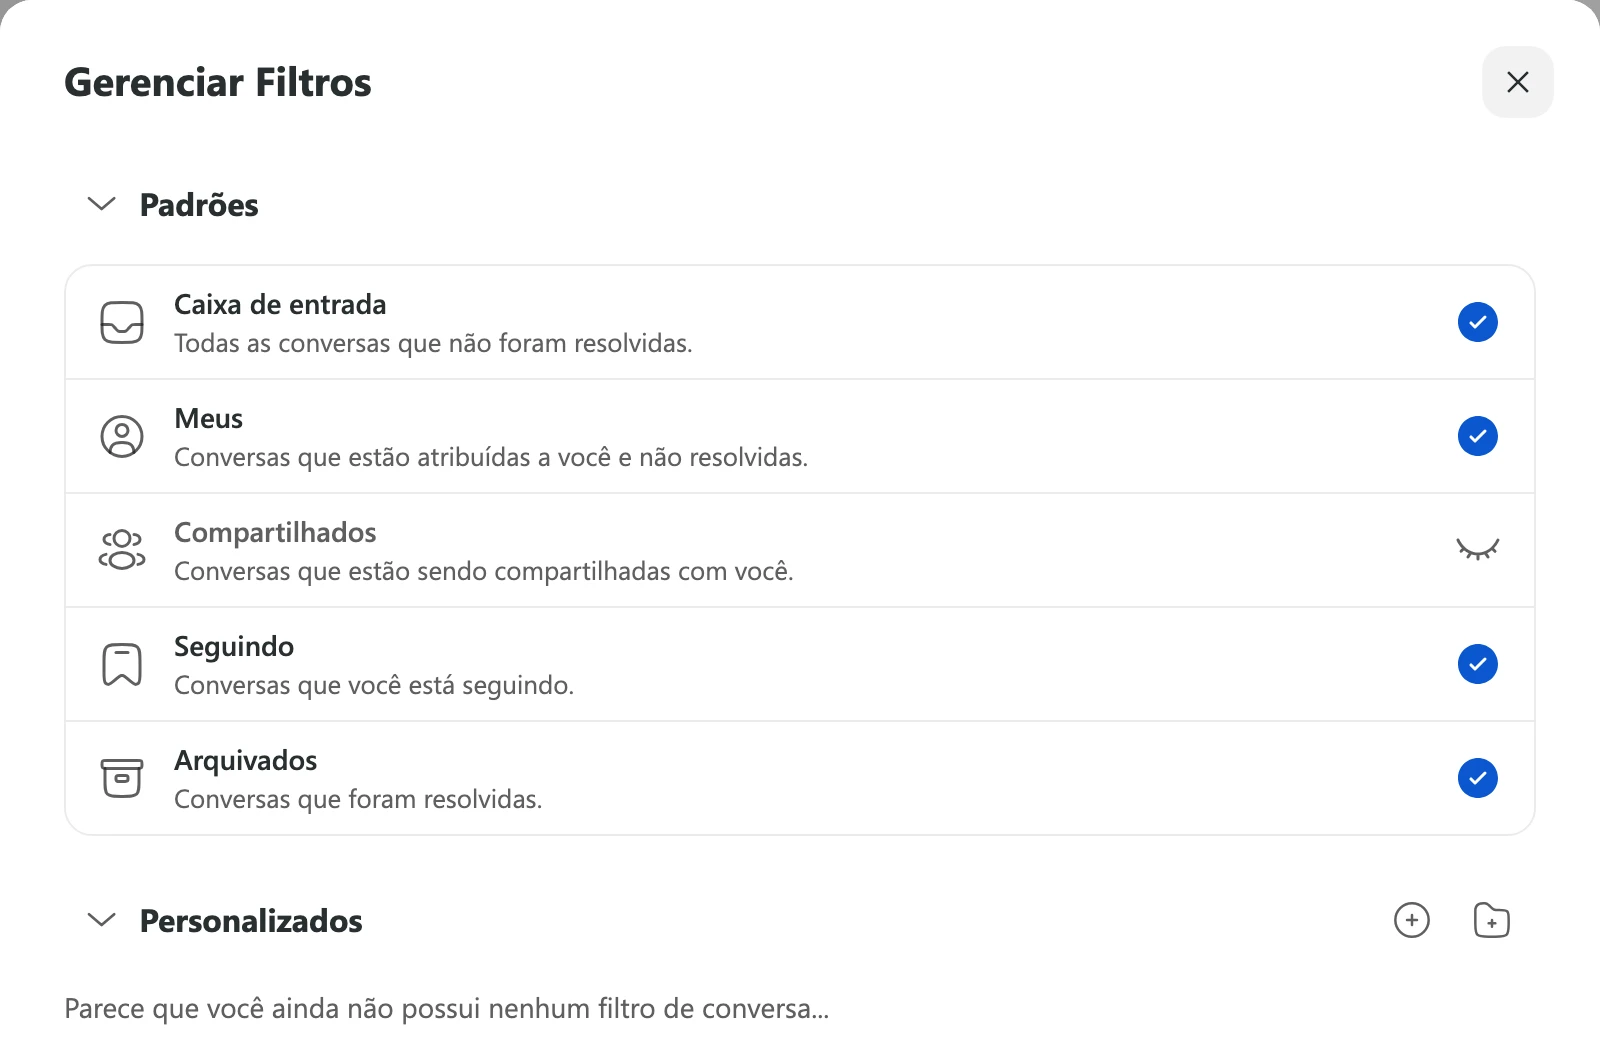 Gerenciar Filtros
Padrões
Caixa de entrada
Todas as conversas que não foram resolvidas.
Meus
Conversas que estão atribuídas a você e não resolvidas.
Compartilhados
Conversas que estão sendo compartilhadas com você.
Seguindo
Conversas que você está seguindo.
Arquivados
Conversas que foram resolvidas.
Personalizados
Parece que você ainda não possui nenhum filtro de conversa...